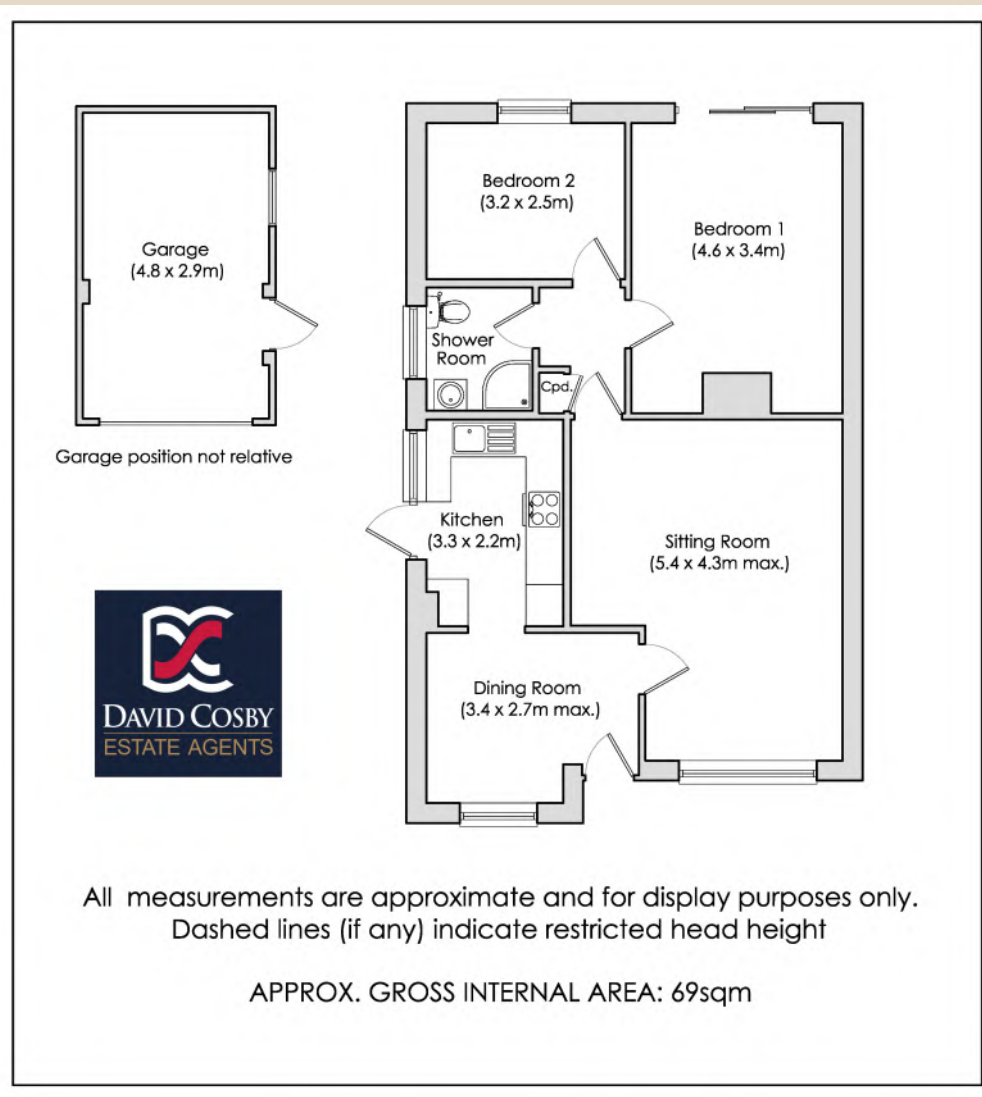 Bedroom 2
(3.2 x 2.5m)
Bedroom 1
(4.6 x 3.4m)
Garage
(4.8 x 2.9m)
Shower
Room
Cpd.
Garage position not relative
Kitchen
(3.3 x 2.2m)
Sitting Room
(5.4 x 4.3m max.)
Dining Room
(3.4 x 2.7m max.)
DAVID COSBY
ESTATE AGENTS
All measurements are approximate and for display purposes only.
Dashed lines (if any) indicate restricted head height
APPROX. GROSS INTERNAL AREA: 69sqm